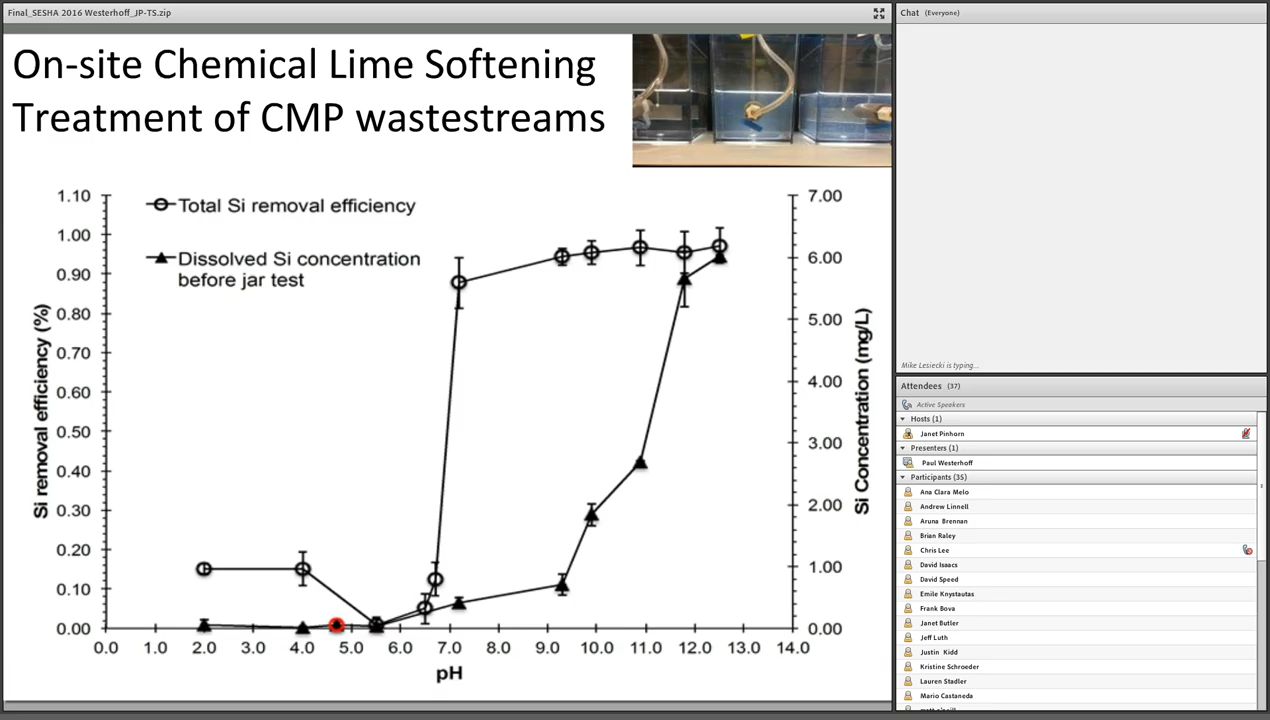 Final_SESHA 2016 Westerhoff_JP-TS.zip
On-site Chemical Lime Softening
Treatment of CMP wastestreams
Total Si removal efficiency
Dissolved Si concentration
before jar test
Si removal efficiency (%)
1.10
1.00
0.90
0.80
0.70
0.60
0.50
0.40
0.30
0.20
0.10
0.00
7.00
6.00
5.00
4.00
3.00
2.00
1.00
0.00
Si Concentration (mg/L)
0.0 1.0 2.0 3.0 4.0 5.0 6.0 7.0 8.0 9.0 10.0 11.0 12.0 13.0 14.0
pH
Chat (Everyone)
Mike Lesiecki is typing...
Attendees (37)
Active Speakers
Hosts (1)
Janet Pinhorn
Presenters (1)
Paul Westerhoff
Participants (35)
Ana Clara Melo
Andrew Linnell
Aruna Brennan
Brian Raley
Chris Lee
David Isaacs
David Speed
Emile Knystautas
Frank Bova
Janet Butler
Jeff Luth
Justin Kidd
Kristine Schroeder
Lauren Stadler
Mario Castaneda